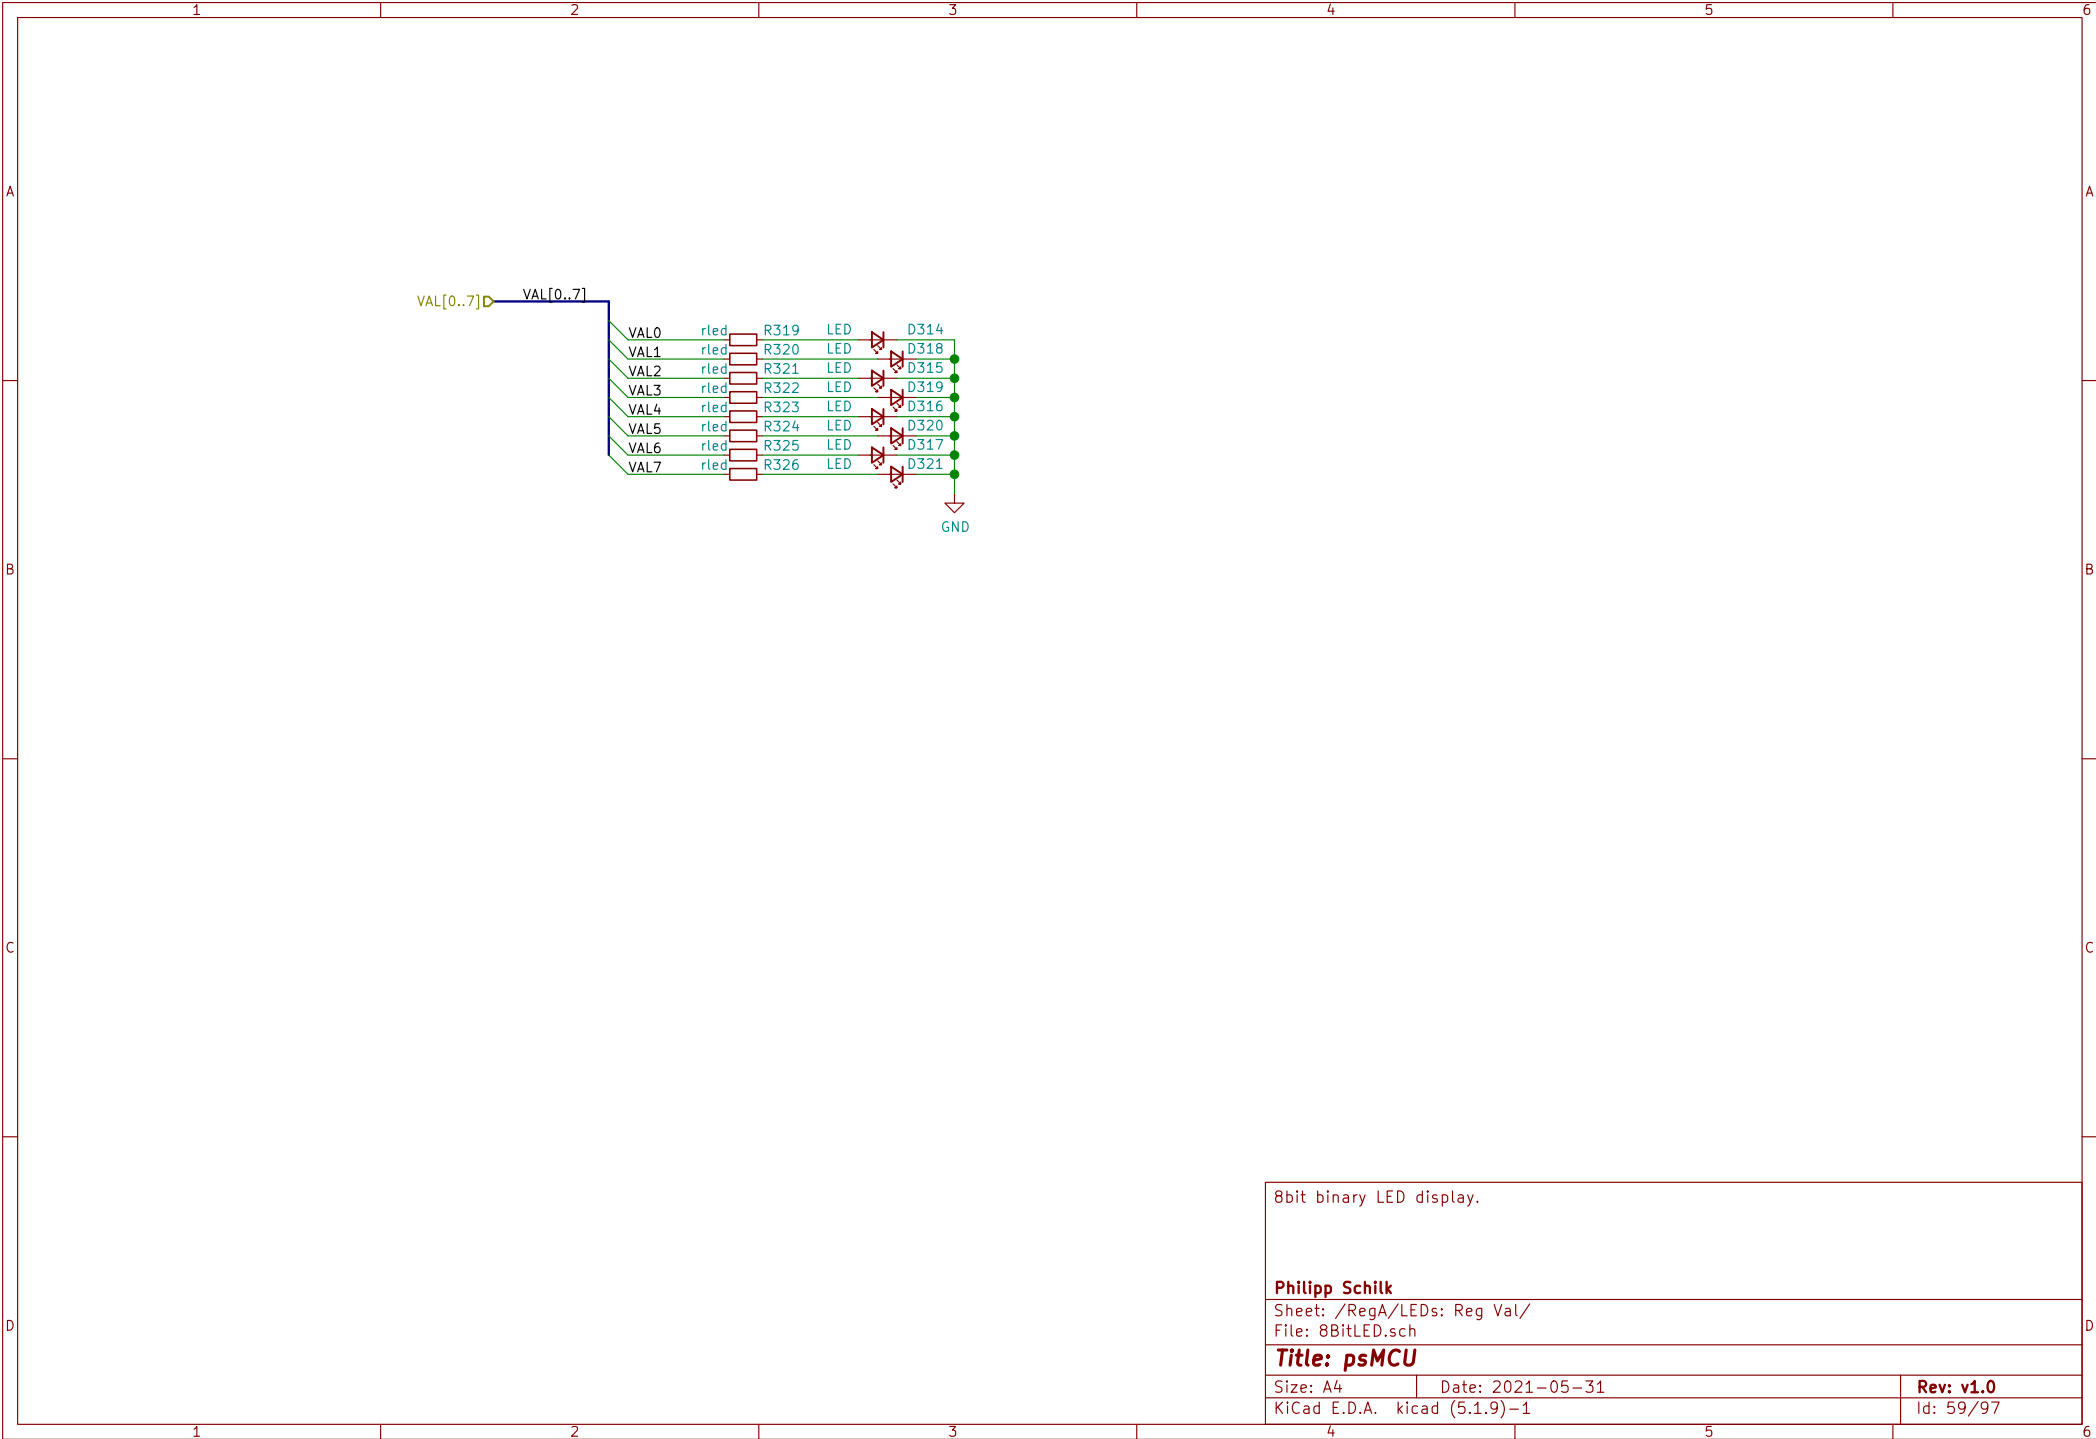 1 2 3 4 5 6
A A
VAL[0..7] VAL[0..7]
VAL0 rled R319 LED D314
VAL1 rled R320 LED D318
VAL2 rled R321 LED D315
VAL3 rled R322 LED D319
VAL4 rled R323 LED D316
VAL5 rled R324 LED D320
VAL6 rled R325 LED D317
VAL7 rled R326 LED D321
GND
B B
C C
8bit binary LED display.
Philipp Schilk
Sheet: /RegA/LEDs: Reg Val/
D D
File: 8BitLED.sch
Title: psMCU
Size: A4 Date: 2021-05-31 Rev: v1.0
KiCad E.D.A. kicad (5.1.9)-1 Id: 59/97
1 2 3 4 5 6